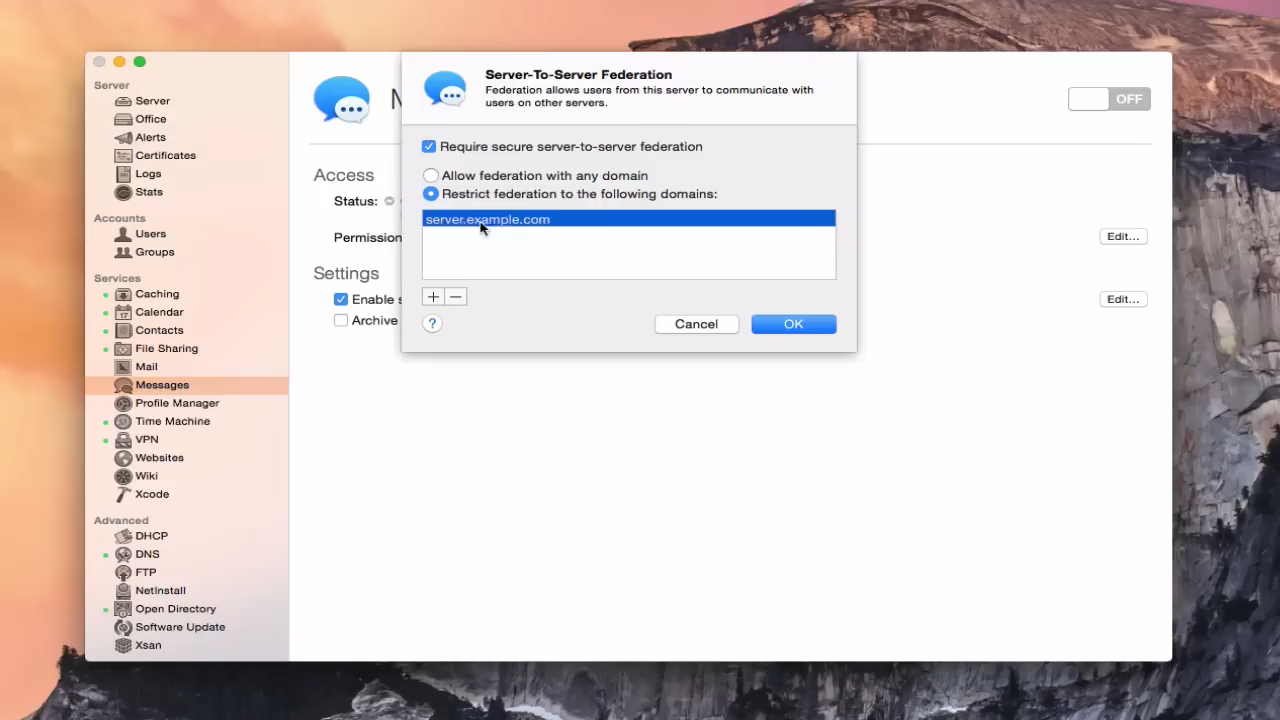 Server
Server
Office
Alerts
Certificates
Logs
Stats
Accounts
Users
Groups
Services
Caching
Calendar
Contacts
File Sharing
Mail
Messages
Profile Manager
Time Machine
VPN
Websites
Wiki
Xcode
Advanced
DHCP
DNS
FTP
NetInstall
Open Directory
Software Update
Xsan
M
OFF
Access
Status:
Permission
Edit...
Settings
Enable s
Edit...
Archive
Server-To-Server Federation
Federation allows users from this server to communicate with
users on other servers.
Require secure server-to-server federation
Allow federation with any domain
Restrict federation to the following domains:
server.example.com
+ −
?
Cancel
OK
17